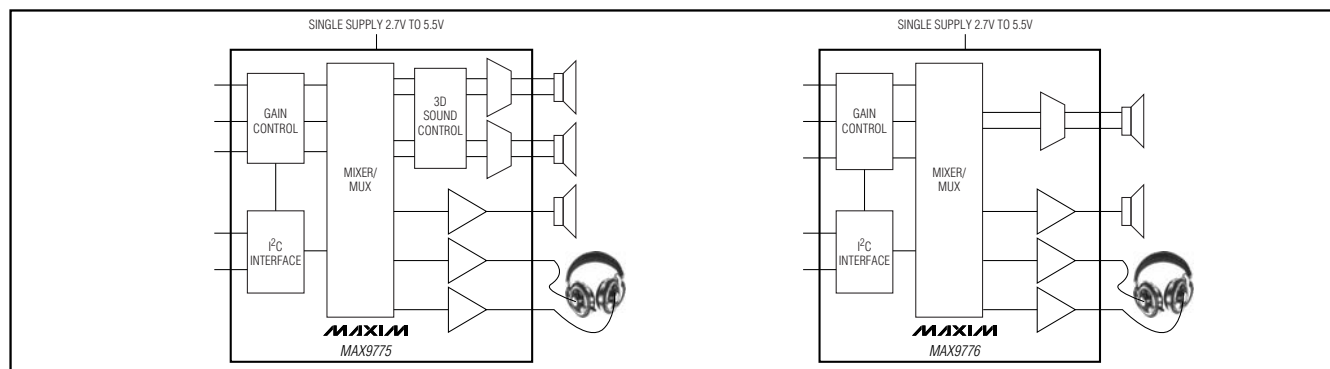 SINGLE SUPPLY 2.7V TO 5.5V
GAIN
CONTROL
I²C
INTERFACE
MIXER/
MUX
3D
SOUND
CONTROL
MAXIM
MAX9775
SINGLE SUPPLY 2.7V TO 5.5V
GAIN
CONTROL
I²C
INTERFACE
MIXER/
MUX
MAXIM
MAX9776